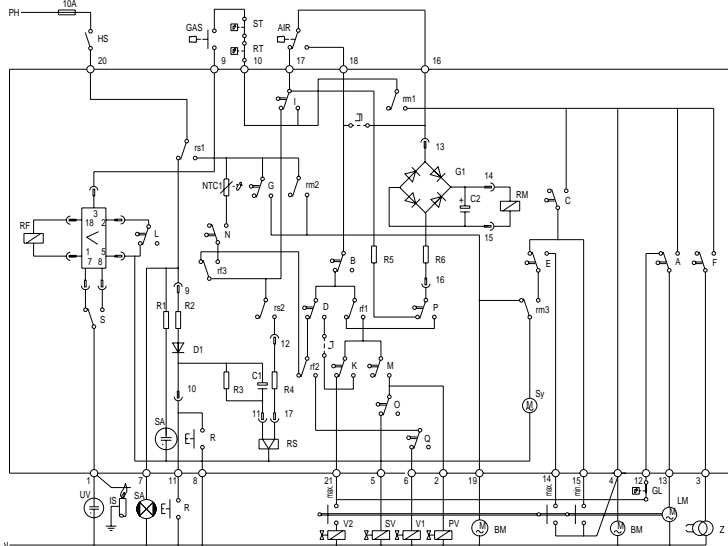 PH
10A
HS
GAS
ST
RT
AIR
20
9
10
17
18
16
I
rm1
rs1
13
NTC1
G
rm2
G1
14
C2
+
RM
15
C
RF
3
18
2
1
5
7
8
L
N
rf3
B
R5
R6
16
E
A
F
S
9
R1
R2
rs2
D
rf1
P
rm3
D1
12
rf2
K
M
10
R3
C1
R4
11
17
O
Sy
M
SA
R
RS
Q
1
7
11
8
21
5
6
2
19
14
15
4
12
13
3
UV
IS
SA
R
max
max
min
GL
LM
M
V2
SV
V1
PV
M
BM
M
BM
Z
N